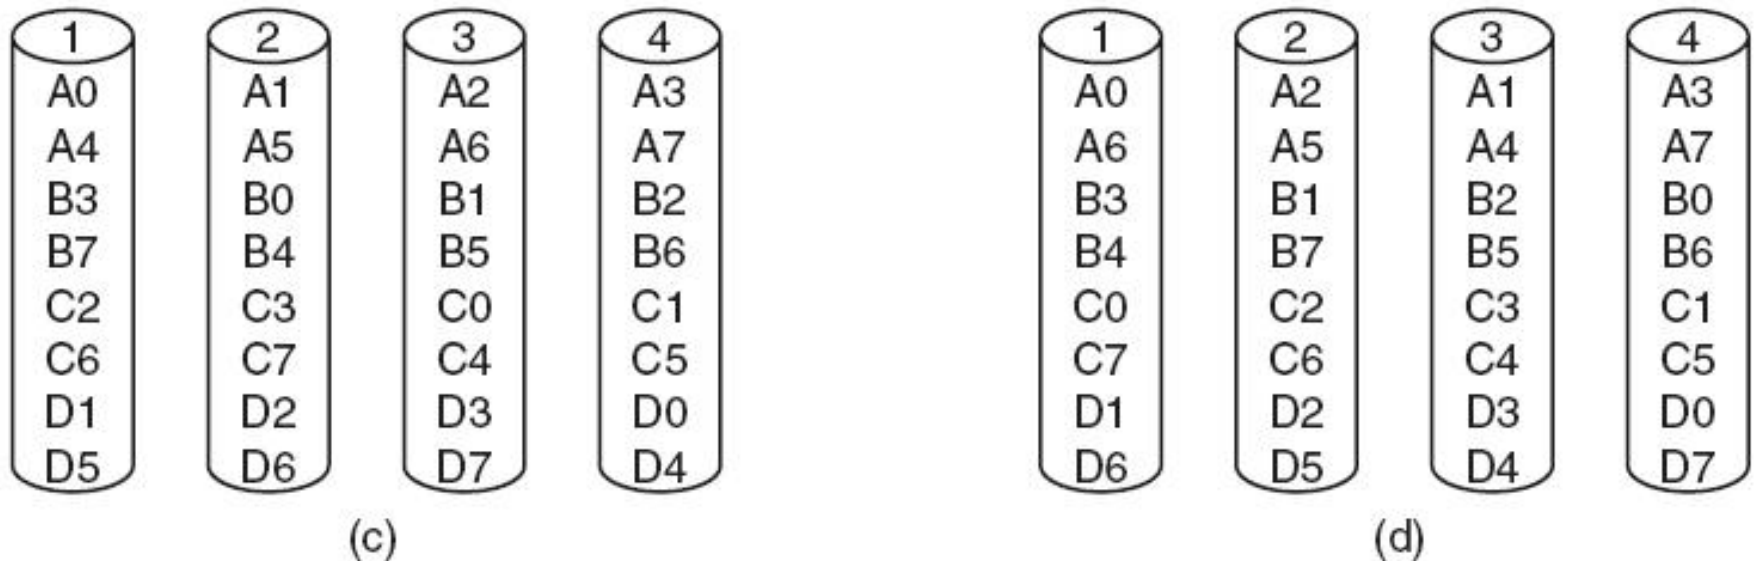 1 2 3 4 1 2 3 4
A0 A1 A2 A3 A0 A2 A1 A3
A4 A5 A6 A7 A6 A5 A4 A7
B3 B0 B1 B2 B3 B1 B2 B0
B7 B4 B5 B6 B4 B7 B5 B6
C2 C3 C0 C1 C0 C2 C3 C1
C6 C7 C4 C5 C7 C6 C4 C5
D1 D2 D3 D0 D1 D2 D3 D0
D5 D6 D7 D4 D6 D5 D4 D7
(c) (d)